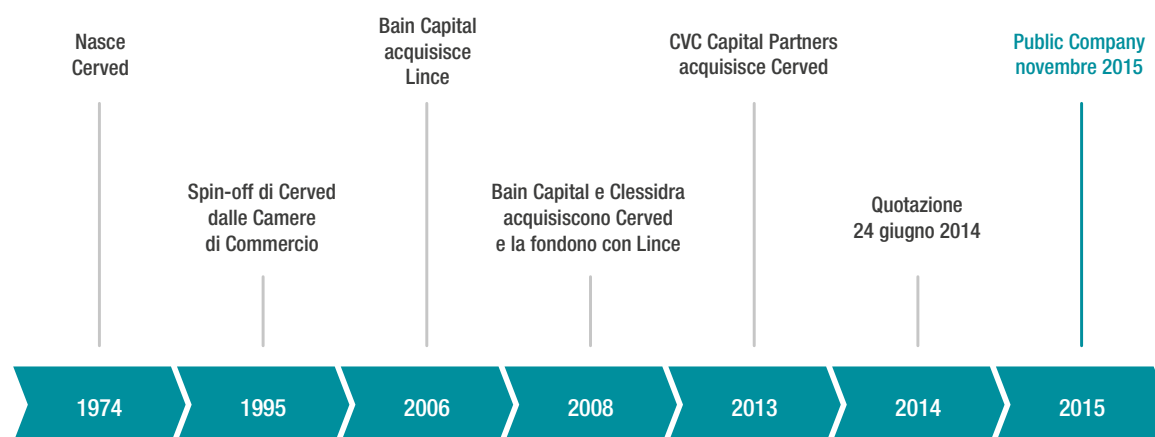 Nasce
Cerved
Bain Capital
acquisisce
Lince
CVC Capital Partners
acquisisce Cerved
Public Company
novembre 2015
Spin-off di Cerved
dalle Camere
di Commercio
Bain Capital e Clessidra
acquisiscono Cerved
e la fondono con Lince
Quotazione
24 giugno 2014
1974
1995
2006
2008
2013
2014
2015